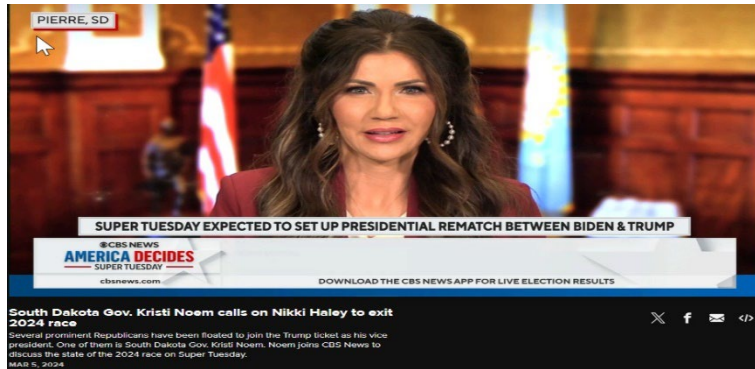 PIERRE, SD
SUPER TUESDAY EXPECTED TO SET UP PRESIDENTIAL REMATCH BETWEEN BIDEN & TRUMP
CBS NEWS
AMERICA DECIDES
SUPER TUESDAY
cbsnews.com
DOWNLOAD THE CBS NEWS APP FOR LIVE ELECTION RESULTS
South Dakota Gov. Kristi Noem calls on Nikki Haley to exit
2024 race
Several prominent Republicans have been floated to join the Trump ticket as his vice
president. One of them is South Dakota Gov. Kristi Noem. Noem joins CBS News to
discuss the state of the 2024 race on Super Tuesday.
MAR 5, 2024